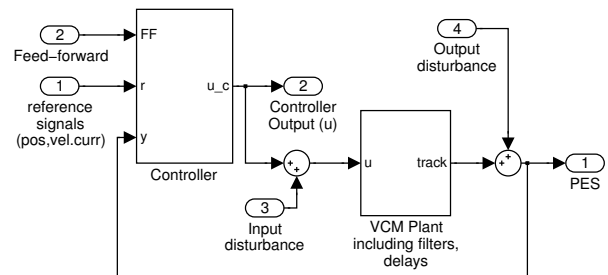 2
Feed−forward
1
reference
signals
(pos,vel.curr)
FF
r
y
u_c
Controller
2
Controller
Output (u)
+
+
3
Input
disturbance
u
track
VCM Plant
including filters,
delays
4
Output
disturbance
+
+
1
PES